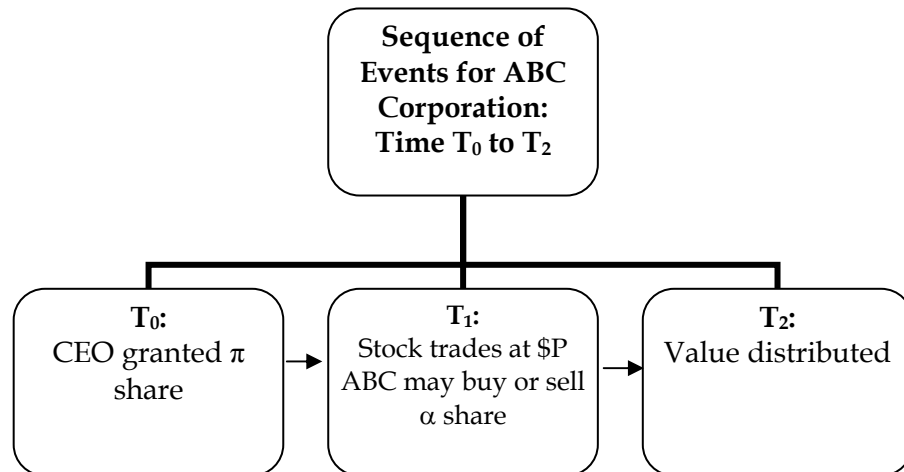 Sequence of
Events for ABC
Corporation:
Time T₀ to T₂
T₀:
CEO granted π
share
T₁:
Stock trades at $P
ABC may buy or sell
α share
T₂:
Value distributed